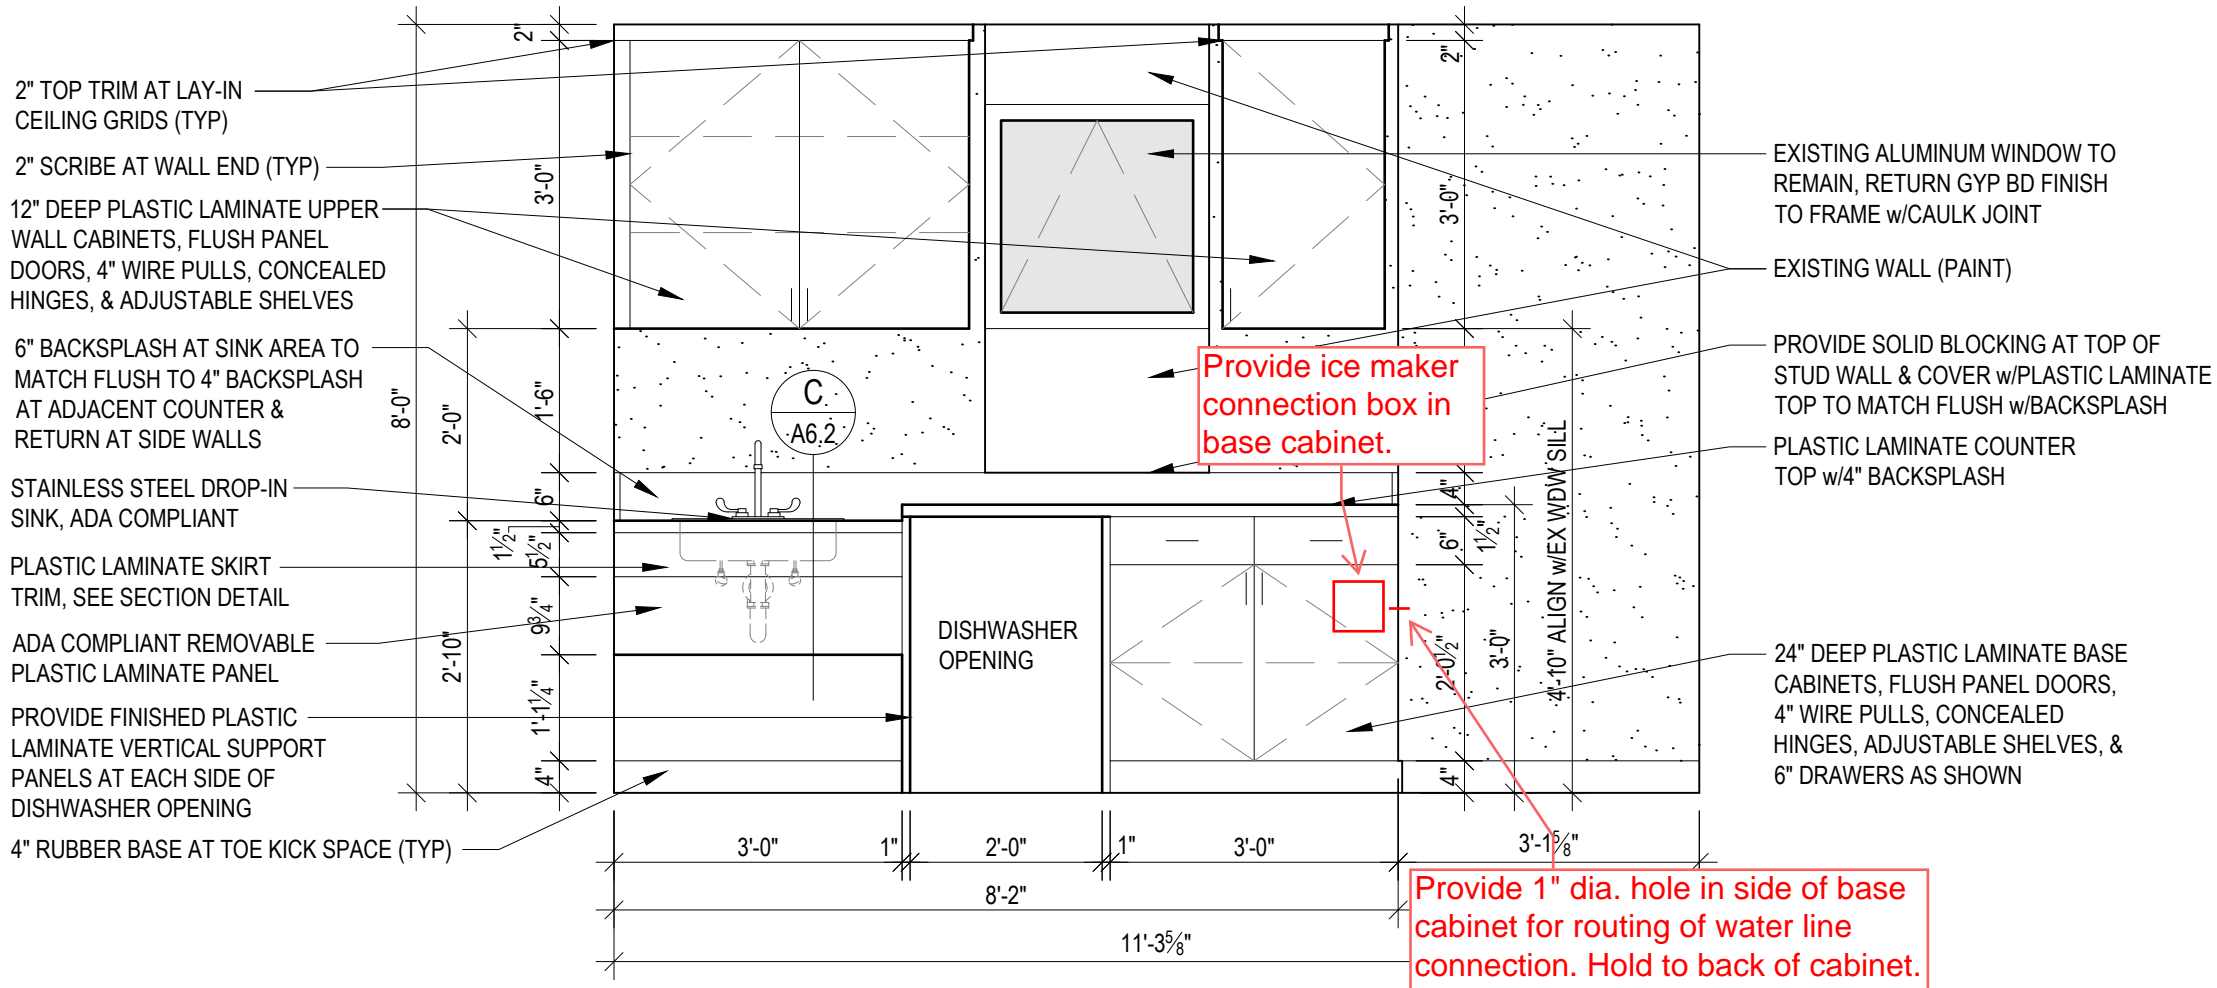 2" TOP TRIM AT LAY-IN
CEILING GRIDS (TYP)
2" SCRIBE AT WALL END (TYP)
12" DEEP PLASTIC LAMINATE UPPER
WALL CABINETS, FLUSH PANEL
DOORS, 4" WIRE PULLS, CONCEALED
HINGES, & ADJUSTABLE SHELVES
6" BACKSPLASH AT SINK AREA TO
MATCH FLUSH TO 4" BACKSPLASH
AT ADJACENT COUNTER &
RETURN AT SIDE WALLS
STAINLESS STEEL DROP-IN
SINK, ADA COMPLIANT
PLASTIC LAMINATE SKIRT
TRIM, SEE SECTION DETAIL
ADA COMPLIANT REMOVABLE
PLASTIC LAMINATE PANEL
PROVIDE FINISHED PLASTIC
LAMINATE VERTICAL SUPPORT
PANELS AT EACH SIDE OF
DISHWASHER OPENING
4" RUBBER BASE AT TOE KICK SPACE (TYP)
8'-0"
2'-0"
2'-10"
2"
3'-0"
1'-6"
6"
1½"
5½"
9¾"
1'-1¼"
4"
C
A6.2
DISHWASHER
OPENING
Provide ice maker
connection box in
base cabinet.
2"
3'-0"
4"
1½"
6"
2'-0½"
4"
3'-0"
4'-10" ALIGN w/EX WDW SILL
EXISTING ALUMINUM WINDOW TO
REMAIN, RETURN GYP BD FINISH
TO FRAME w/CAULK JOINT
EXISTING WALL (PAINT)
PROVIDE SOLID BLOCKING AT TOP OF
STUD WALL & COVER w/PLASTIC LAMINATE
TOP TO MATCH FLUSH w/BACKSPLASH
PLASTIC LAMINATE COUNTER
TOP w/4" BACKSPLASH
24" DEEP PLASTIC LAMINATE BASE
CABINETS, FLUSH PANEL DOORS,
4" WIRE PULLS, CONCEALED
HINGES, ADJUSTABLE SHELVES, &
6" DRAWERS AS SHOWN
3'-0" 1" 2'-0" 1" 3'-0" 3'-1⅝"
8'-2"
11'-3⅝"
Provide 1" dia. hole in side of base
cabinet for routing of water line
connection. Hold to back of cabinet.